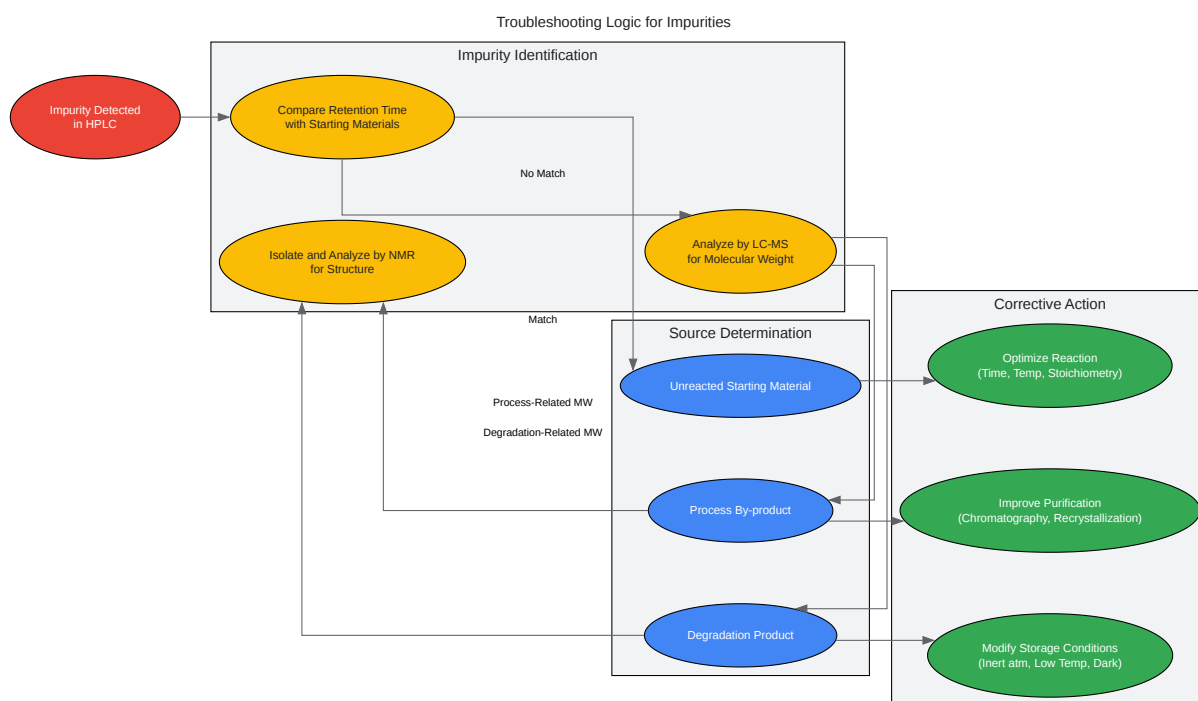 Troubleshooting Logic for Impurities
Impurity Identification
Impurity Detected
in HPLC
Compare Retention Time
with Starting Materials
No Match
Isolate and Analyze by NMR
for Structure
Analyze by LC-MS
for Molecular Weight
Match
Source Determination
Corrective Action
Unreacted Starting Material
Optimize Reaction
(Time, Temp, Stoichiometry)
Process-Related MW
Degradation-Related MW
Process By-product
Improve Purification
(Chromatography, Recrystallization)
Degradation Product
Modify Storage Conditions
(Inert atm, Low Temp, Dark)